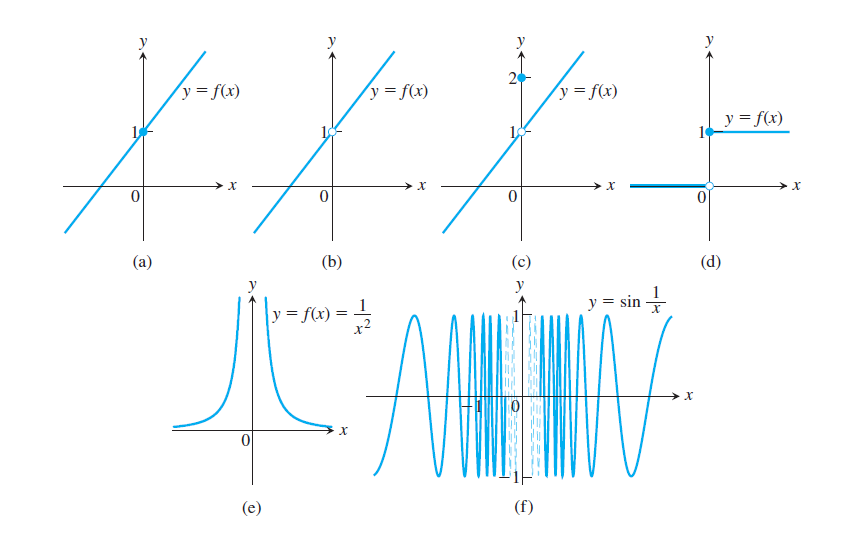 y y y y
2
y = f(x) y = f(x) y = f(x) y = f(x)
1 1 1 1
x x x x
0 0 0 0
(a) (b) (c) (d)
y y
y = f(x) = 1/x² y = sin 1/x
1
x
−1 0
x
0
−1
(e) (f)